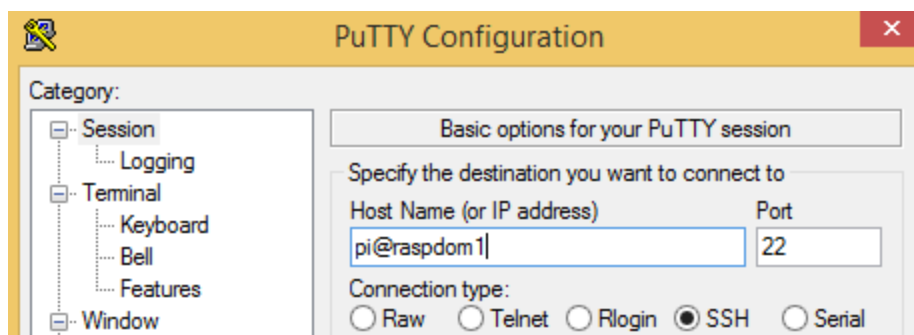 PuTTY Configuration
Category:
Session
Logging
Terminal
Keyboard
Bell
Features
Window
Basic options for your PuTTY session
Specify the destination you want to connect to
Host Name (or IP address) Port
pi@raspdom1 22
Connection type:
Raw Telnet Rlogin SSH Serial